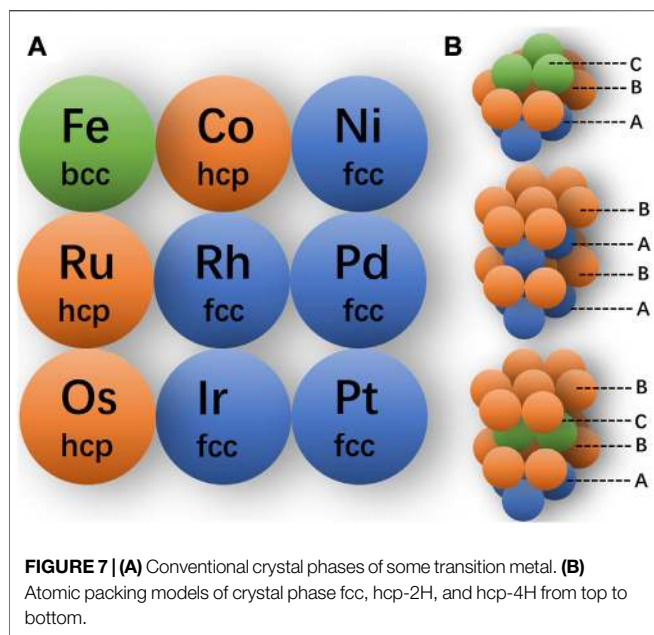 A
B
Fe
bcc
Co
hcp
Ni
fcc
Ru
hcp
Rh
fcc
Pd
fcc
Os
hcp
Ir
fcc
Pt
fcc
C
B
A
B
A
B
A
B
C
B
A
FIGURE 7 | (A) Conventional crystal phases of some transition metal. (B)
Atomic packing models of crystal phase fcc, hcp-2H, and hcp-4H from top to
bottom.